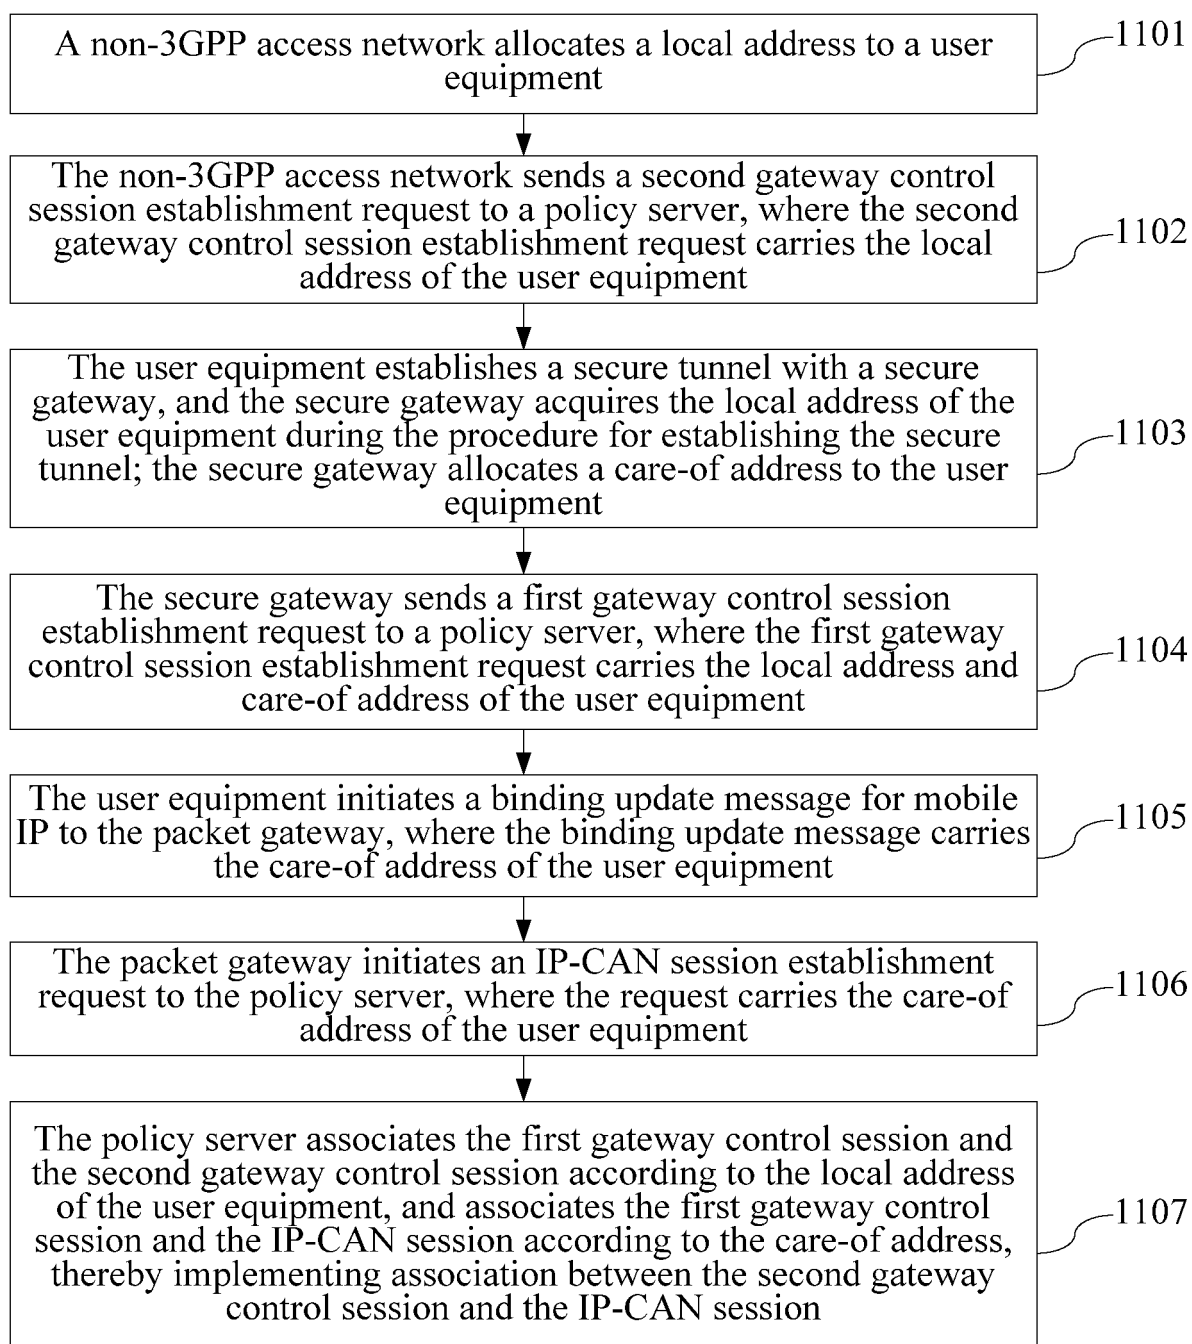 A non-3GPP access network allocates a local address to a user
equipment
1101
The non-3GPP access network sends a second gateway control
session establishment request to a policy server, where the second
gateway control session establishment request carries the local
address of the user equipment
1102
The user equipment establishes a secure tunnel with a secure
gateway, and the secure gateway acquires the local address of the
user equipment during the procedure for establishing the secure
tunnel; the secure gateway allocates a care-of address to the user
equipment
1103
The secure gateway sends a first gateway control session
establishment request to a policy server, where the first gateway
control session establishment request carries the local address and
care-of address of the user equipment
1104
The user equipment initiates a binding update message for mobile
IP to the packet gateway, where the binding update message carries
the care-of address of the user equipment
1105
The packet gateway initiates an IP-CAN session establishment
request to the policy server, where the request carries the care-of
address of the user equipment
1106
The policy server associates the first gateway control session and
the second gateway control session according to the local address
of the user equipment, and associates the first gateway control
session and the IP-CAN session according to the care-of address,
thereby implementing association between the second gateway
control session and the IP-CAN session
1107